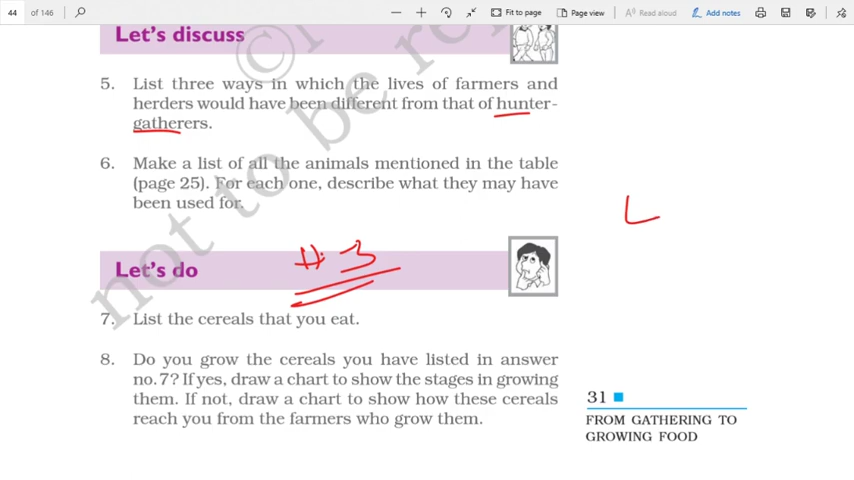 44 of 146
Fit to page
Page view
Read aloud
Add notes
Let's discuss
5. List three ways in which the lives of farmers and
herders would have been different from that of hunter-
gatherers.
6. Make a list of all the animals mentioned in the table
(page 25). For each one, describe what they may have
been used for.
Let's do
7. List the cereals that you eat.
8. Do you grow the cereals you have listed in answer
no.7? If yes, draw a chart to show the stages in growing
them. If not, draw a chart to show how these cereals
reach you from the farmers who grow them.
31
FROM GATHERING TO
GROWING FOOD
not to be re